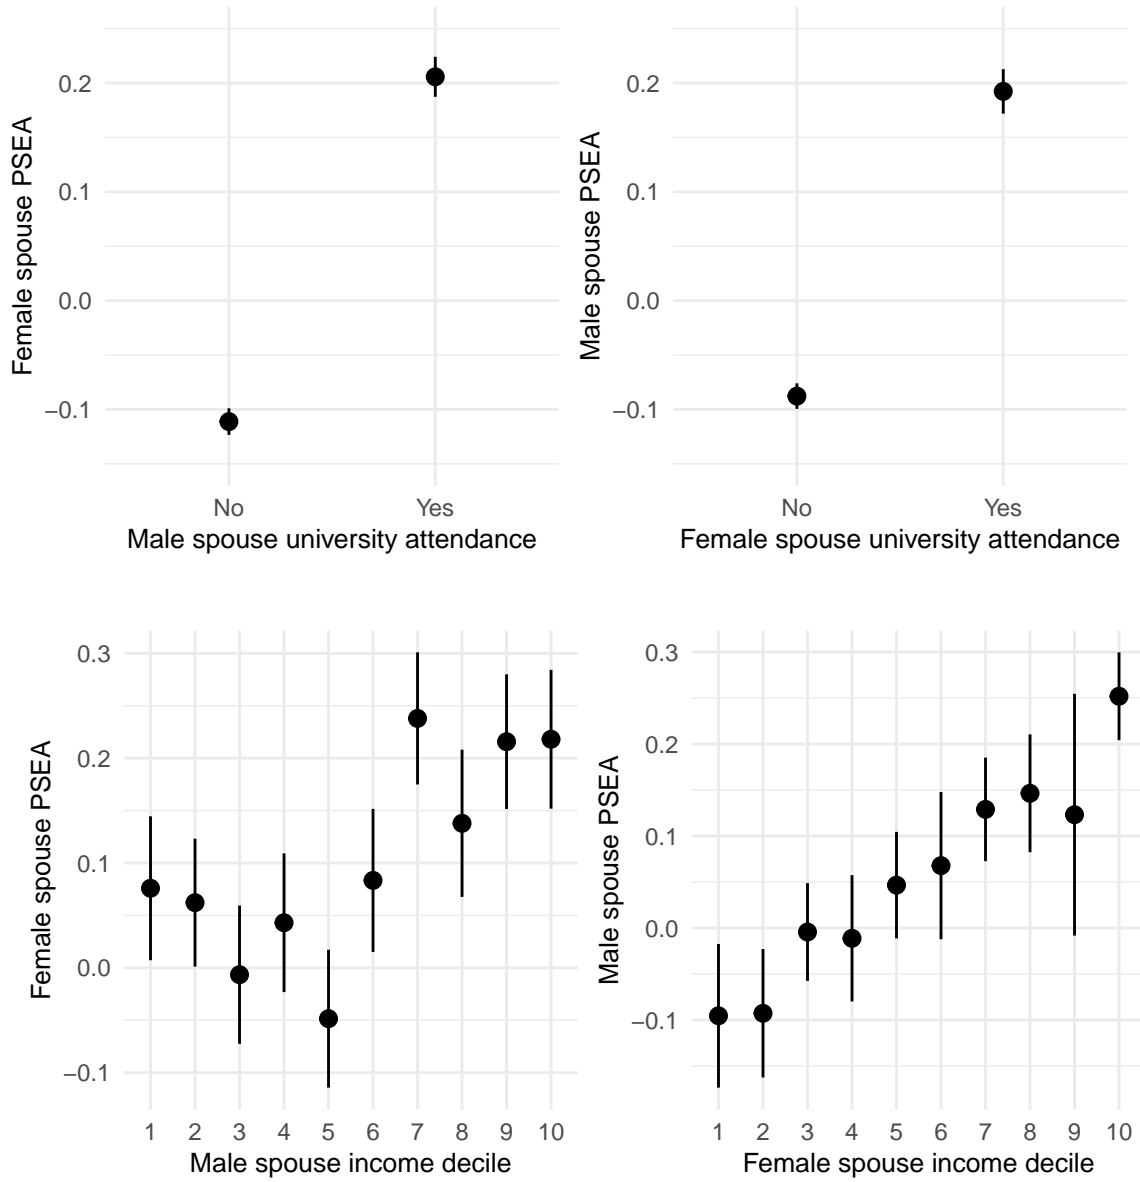 Female spouse PSEA
0.2
0.1
0.0
−0.1
No Yes
Male spouse university attendance
Male spouse PSEA
0.2
0.1
0.0
−0.1
No Yes
Female spouse university attendance
Female spouse PSEA
0.3
0.2
0.1
0.0
−0.1
1 2 3 4 5 6 7 8 9 10
Male spouse income decile
Male spouse PSEA
0.3
0.2
0.1
0.0
−0.1
1 2 3 4 5 6 7 8 9 10
Female spouse income decile